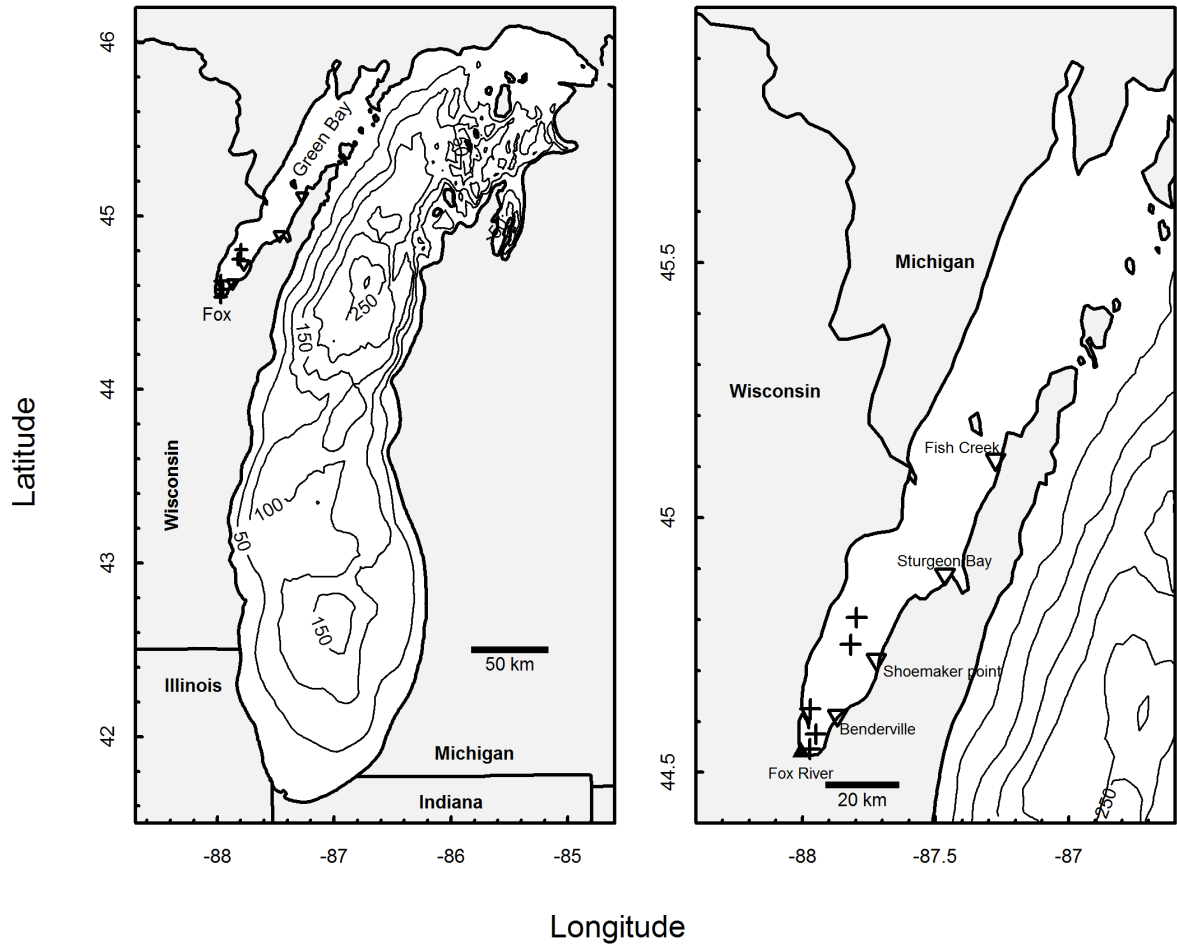 46
45
44
43
42
Latitude
Green Bay
Fox
250
150
Wisconsin
100
50
150
50 km
Illinois
Michigan
Indiana
-88
-87
-86
-85
45.5
45
44.5
Michigan
Wisconsin
Fish Creek
Sturgeon Bay
Shoemaker point
Benderville
Fox River
20 km
250
-88
-87.5
-87
Longitude